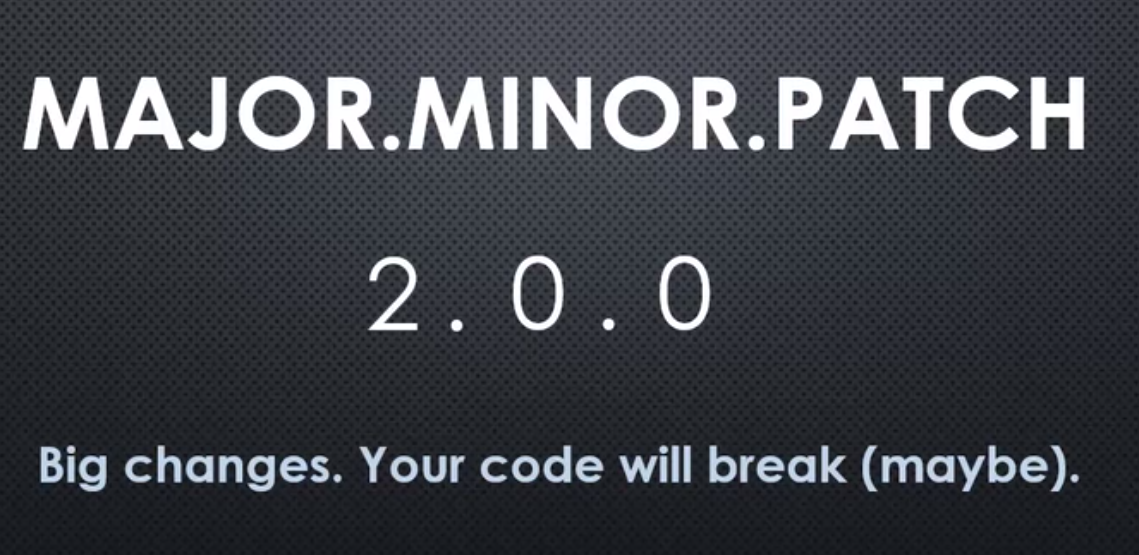 MAJOR.MINOR.PATCH
2 . 0 . 0
Big changes. Your code will break (maybe).